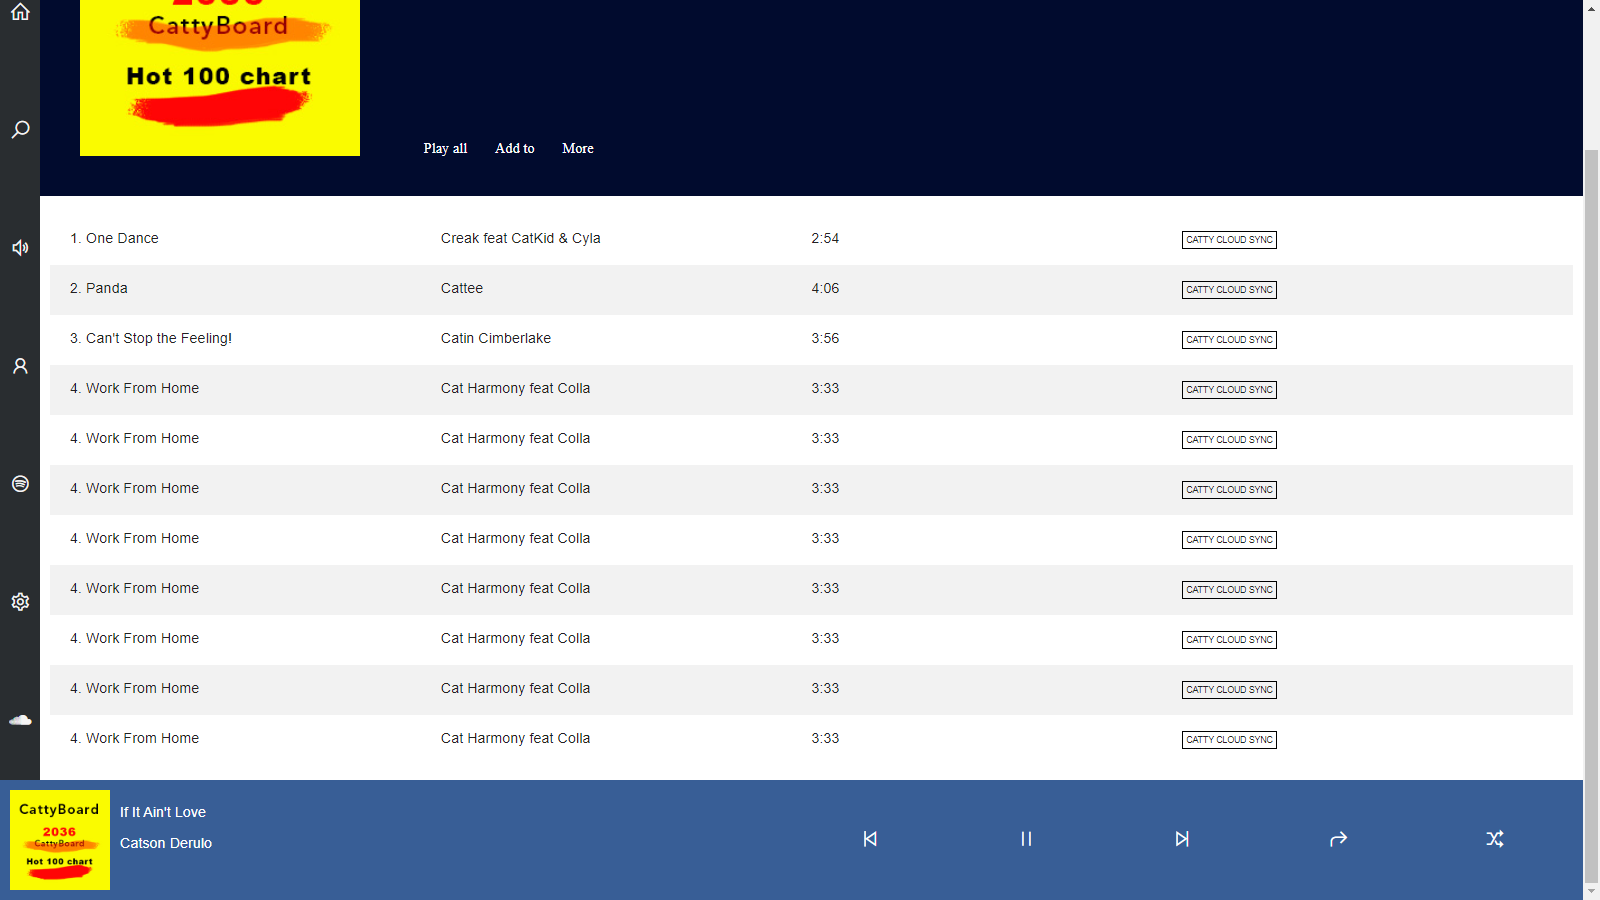 2036
CattyBoard
Hot 100 chart
Play all Add to More
1. One Dance Creak feat CatKid & Cyla 2:54 CATTY CLOUD SYNC
2. Panda Cattee 4:06 CATTY CLOUD SYNC
3. Can't Stop the Feeling! Catin Cimberlake 3:56 CATTY CLOUD SYNC
4. Work From Home Cat Harmony feat Colla 3:33 CATTY CLOUD SYNC
4. Work From Home Cat Harmony feat Colla 3:33 CATTY CLOUD SYNC
4. Work From Home Cat Harmony feat Colla 3:33 CATTY CLOUD SYNC
4. Work From Home Cat Harmony feat Colla 3:33 CATTY CLOUD SYNC
4. Work From Home Cat Harmony feat Colla 3:33 CATTY CLOUD SYNC
4. Work From Home Cat Harmony feat Colla 3:33 CATTY CLOUD SYNC
4. Work From Home Cat Harmony feat Colla 3:33 CATTY CLOUD SYNC
4. Work From Home Cat Harmony feat Colla 3:33 CATTY CLOUD SYNC
CattyBoard
2036
CattyBoard
Hot 100 chart
If It Ain't Love
Catson Derulo